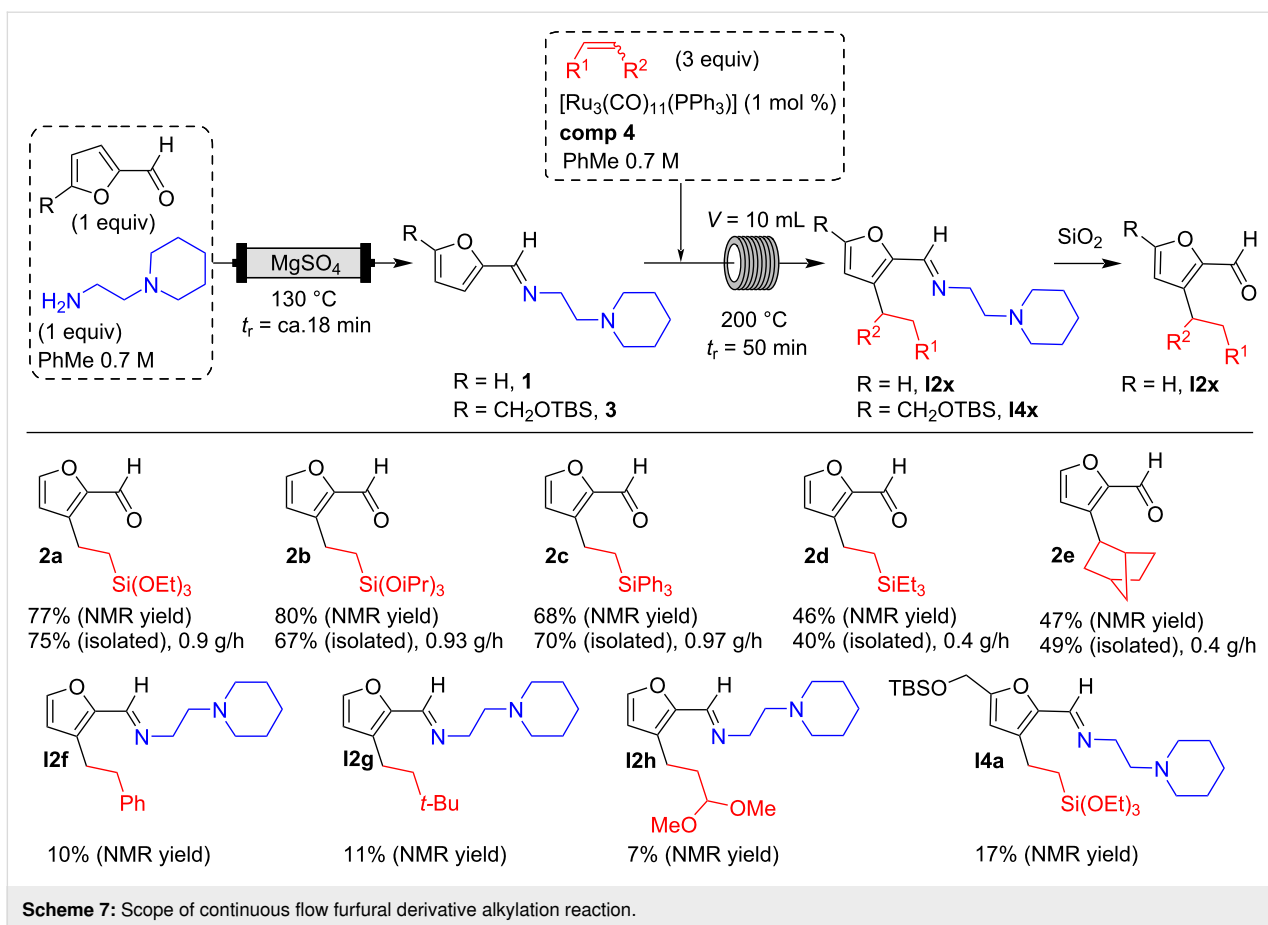 R¹ R² (3 equiv)
[Ru₃(CO)₁₁(PPh₃)] (1 mol %)
comp 4
PhMe 0.7 M
H
R O O
(1 equiv)
H₂N N
(1 equiv)
PhMe 0.7 M
MgSO₄
130 °C
tᵣ = ca.18 min
R O H
N
N
R = H, 1
R = CH₂OTBS, 3
V = 10 mL
200 °C
tᵣ = 50 min
R O H
N
R² R¹ N
R = H, I2x
R = CH₂OTBS, I4x
SiO₂
R O H
O
R² R¹
R = H, I2x
O H
O
2a
Si(OEt)₃
77% (NMR yield)
75% (isolated), 0.9 g/h
O H
O
2b
Si(OiPr)₃
80% (NMR yield)
67% (isolated), 0.93 g/h
O H
O
2c
SiPh₃
68% (NMR yield)
70% (isolated), 0.97 g/h
O H
O
2d
SiEt₃
46% (NMR yield)
40% (isolated), 0.4 g/h
O H
O
2e
47% (NMR yield)
49% (isolated), 0.4 g/h
O H
N N
I2f
Ph
10% (NMR yield)
O H
N N
I2g
t-Bu
11% (NMR yield)
O H
N N
I2h
MeO OMe
7% (NMR yield)
TBSO O H
N
I4a N
Si(OEt)₃
17% (NMR yield)
Scheme 7: Scope of continuous flow furfural derivative alkylation reaction.